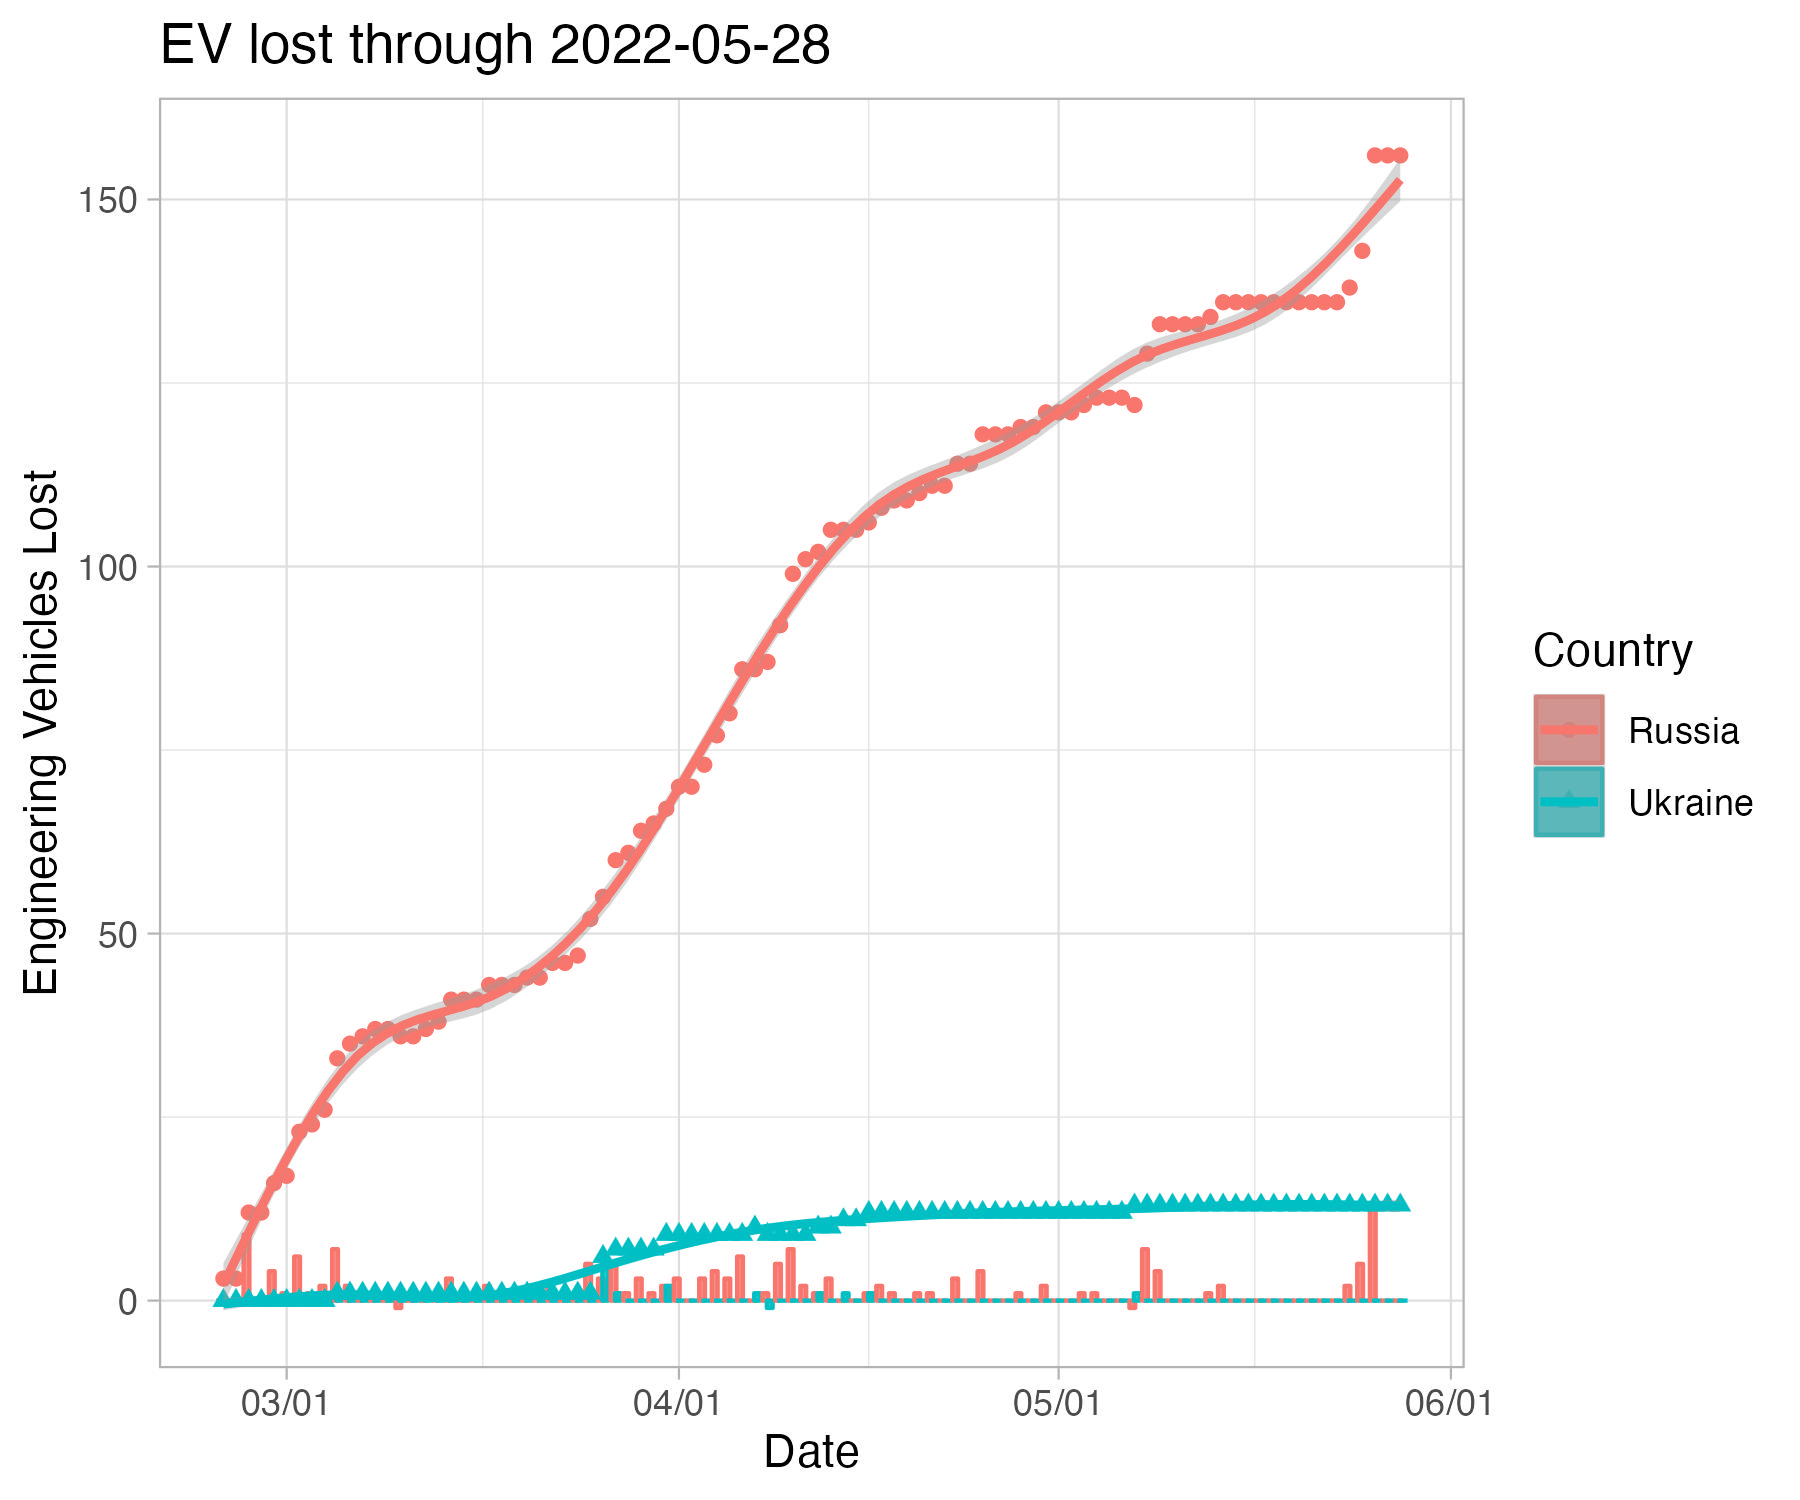 EV lost through 2022-05-28
Engineering Vehicles Lost
150
100
50
0
03/01
04/01
05/01
06/01
Date
Country
Russia
Ukraine